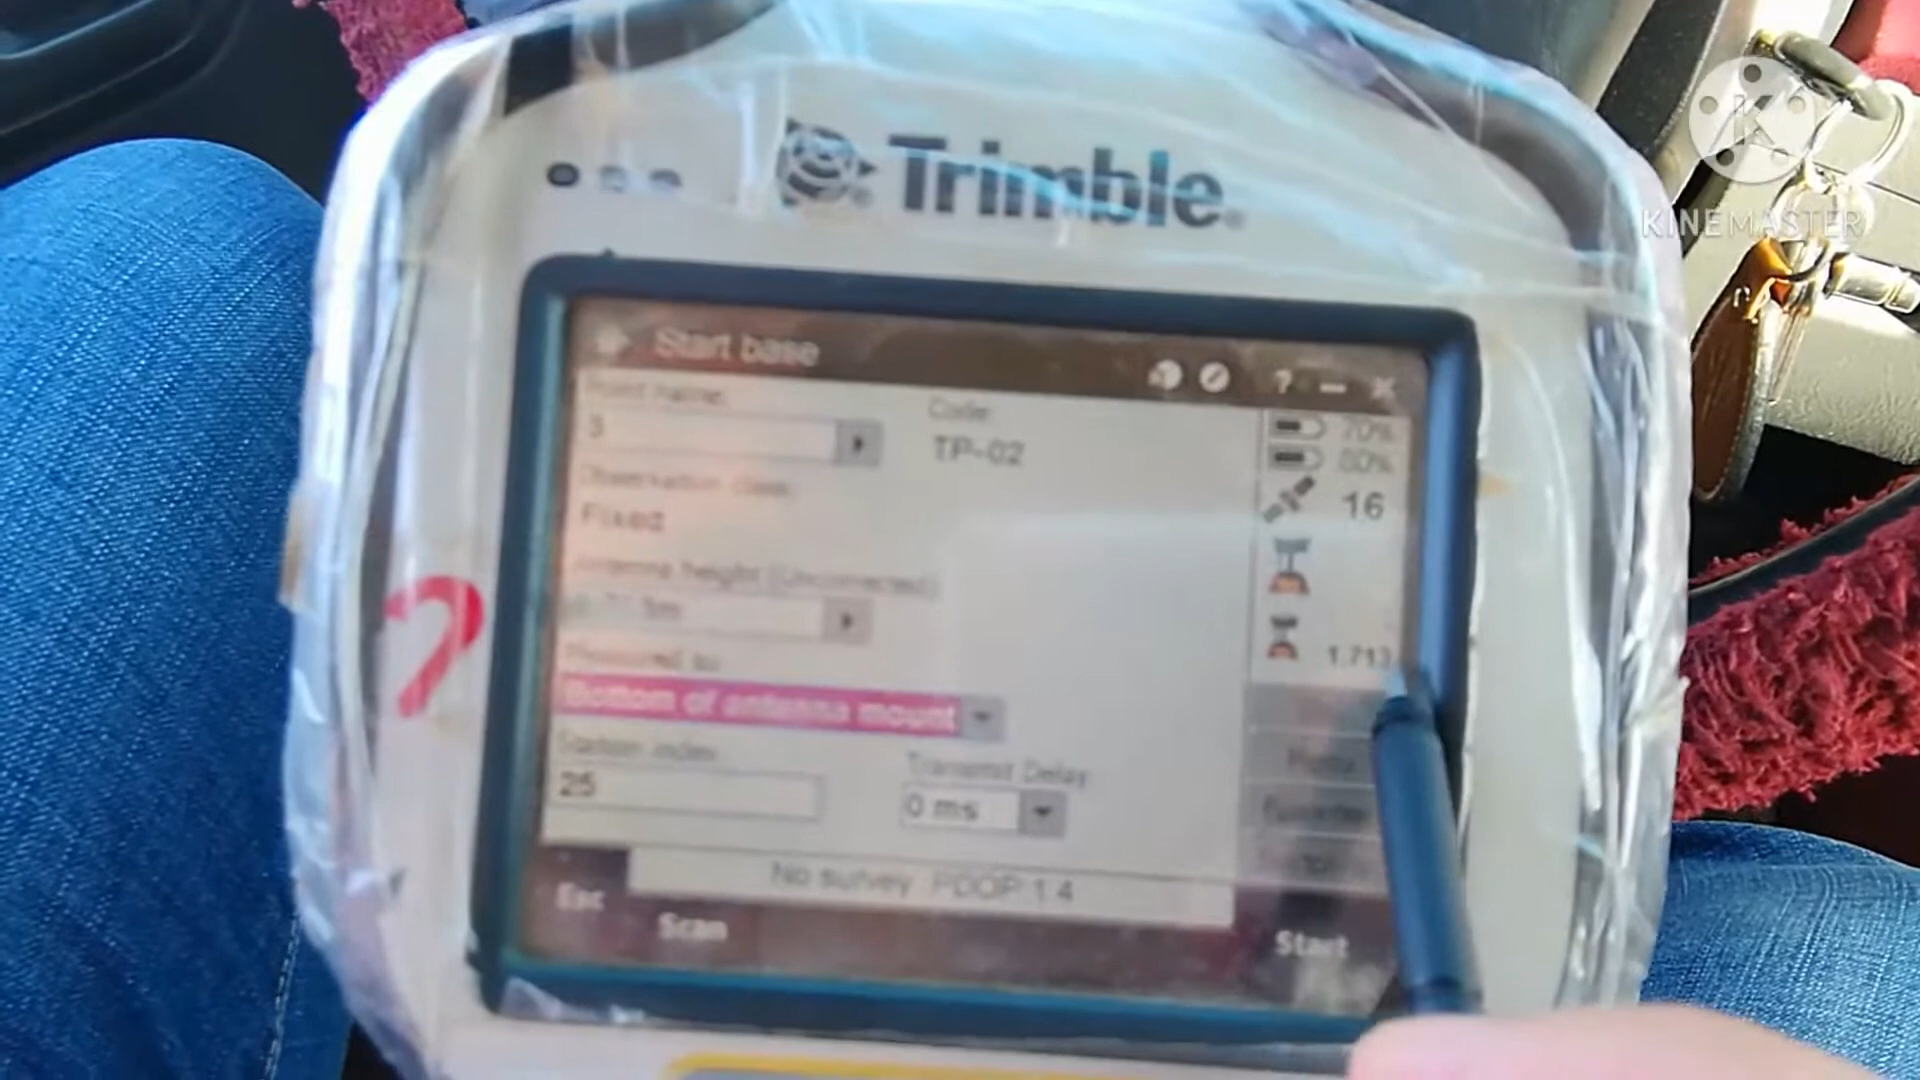 Trimble
KINEMASTER
Start base
? – ×
Point name:
Code:
3
TP-02
70%
80%
Observation class:
16
Fixed
Antenna height (Uncorrected):
Measured to:
1.713
Bottom of antenna mount
Station index:
Transmit Delay:
25
0 ms
No survey PDOP:1.4
Esc
Scan
Start